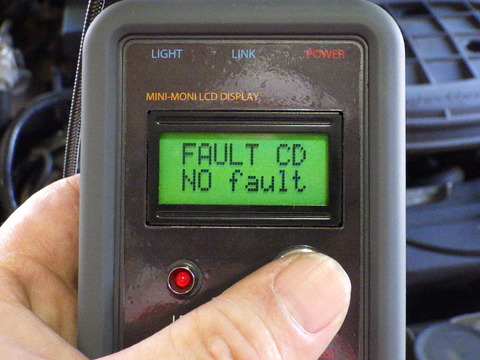 LIGHT LINK POWER
MINI-MONI LCD DISPLAY
FAULT CD
NO fault